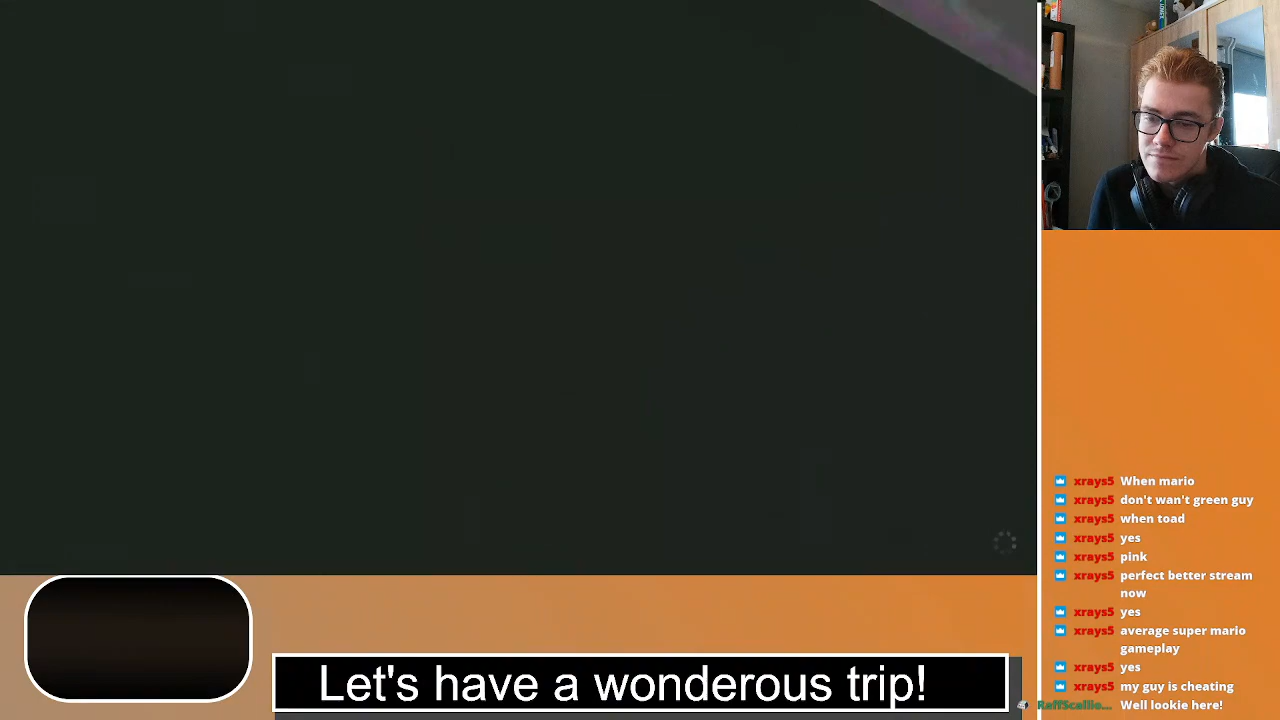 xrays5 When mario
xrays5 don't wan't green guy
xrays5 when toad
xrays5 yes
xrays5 pink
xrays5 perfect better stream
now
xrays5 yes
xrays5 average super mario
gameplay
xrays5 yes
xrays5 my guy is cheating
RaffScallio... Well lookie here!
Let's have a wonderous trip!